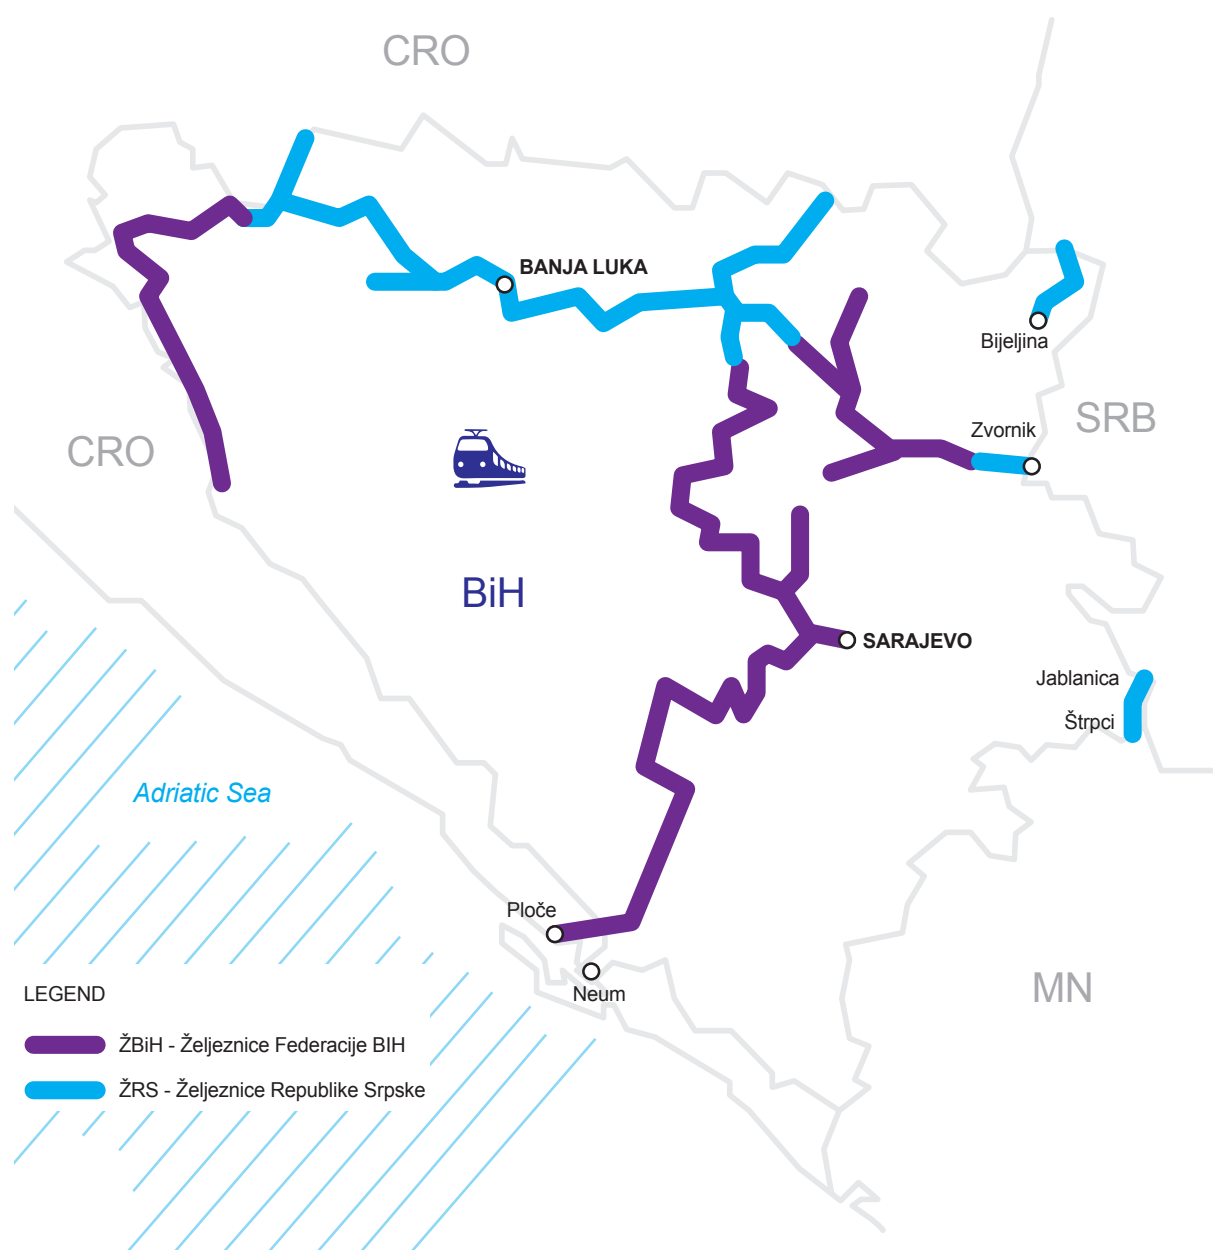 CRO
BANJA LUKA
Bijeljina
SRB
CRO
Zvornik
BiH
SARAJEVO
Jablanica
Štrpci
Adriatic Sea
Ploče
Neum
MN
LEGEND
ŽBiH - Željeznice Federacije BIH
ŽRS - Željeznice Republike Srpske